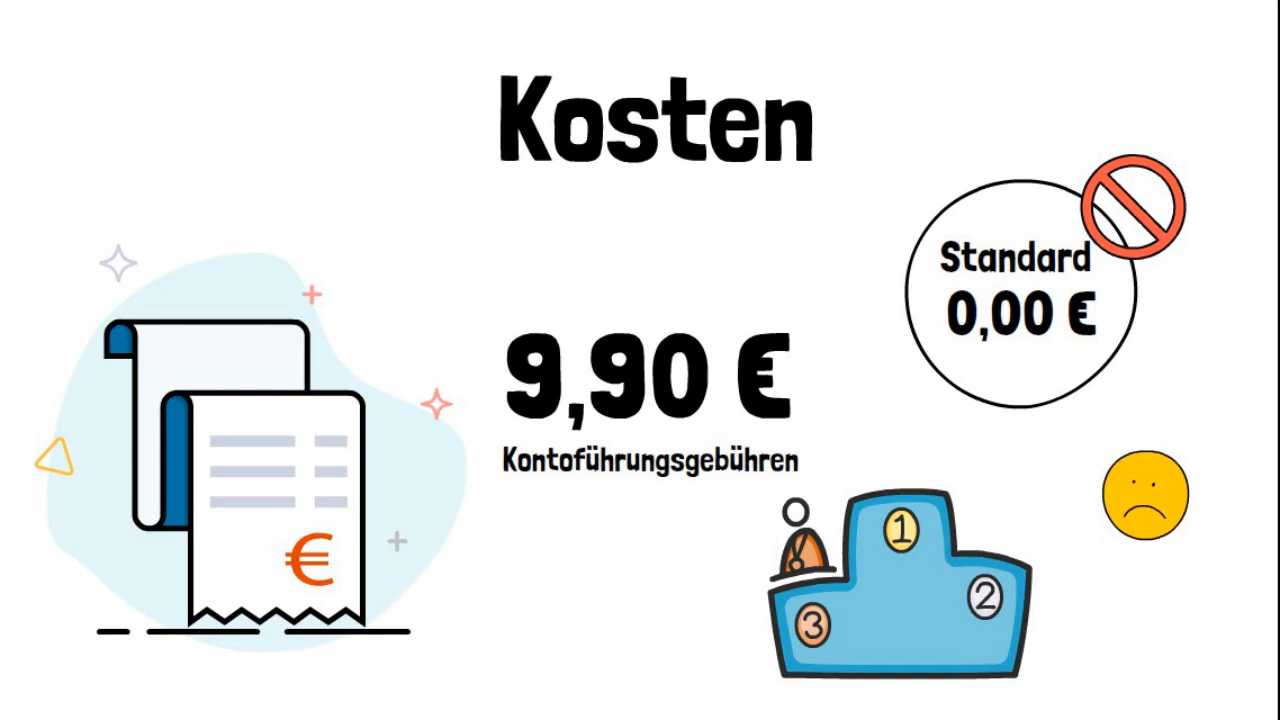 Kosten
Standard
0,00 €
9,90 €
Kontoführungsgebühren
€
1
2
3